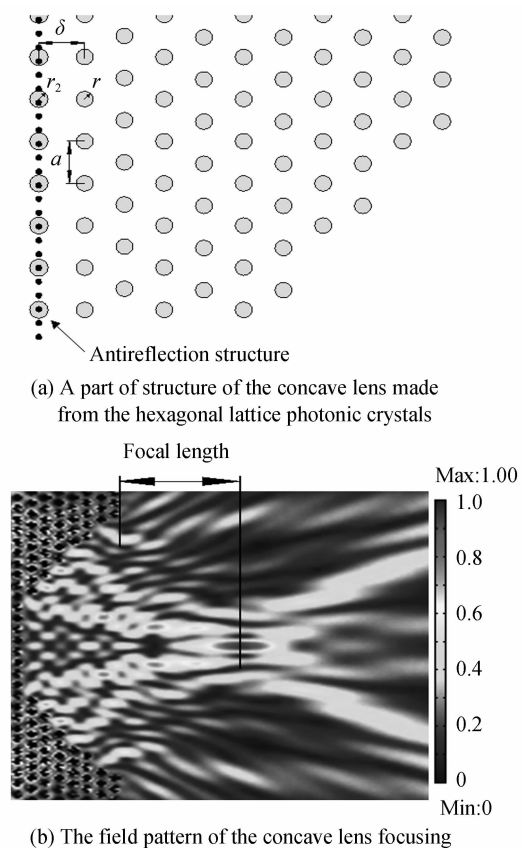 δ
r₂
r
a
Antireflection structure
(a) A part of structure of the concave lens made
from the hexagonal lattice photonic crystals
Focal length
Max:1.00
1.0
0.8
0.6
0.4
0.2
0
Min:0
(b) The field pattern of the concave lens focusing